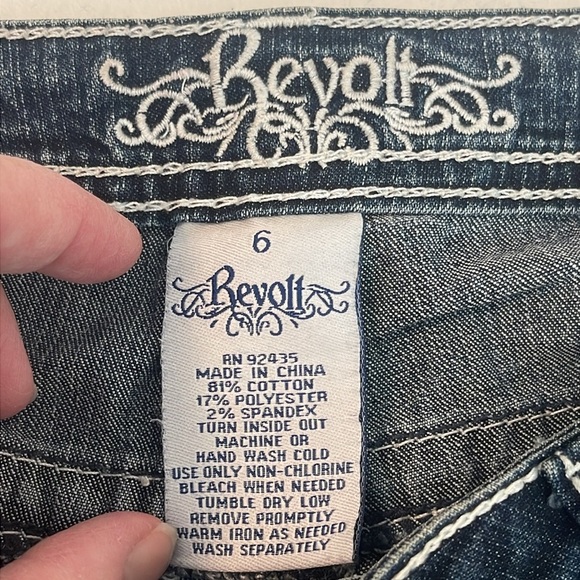 Revolt
6
Revolt
RN 92435
MADE IN CHINA
81% COTTON
17% POLYESTER
2% SPANDEX
TURN INSIDE OUT
MACHINE OR
HAND WASH COLD
USE ONLY NON-CHLORINE
BLEACH WHEN NEEDED
TUMBLE DRY LOW
REMOVE PROMPTLY
WARM IRON AS NEEDED
WASH SEPARATELY